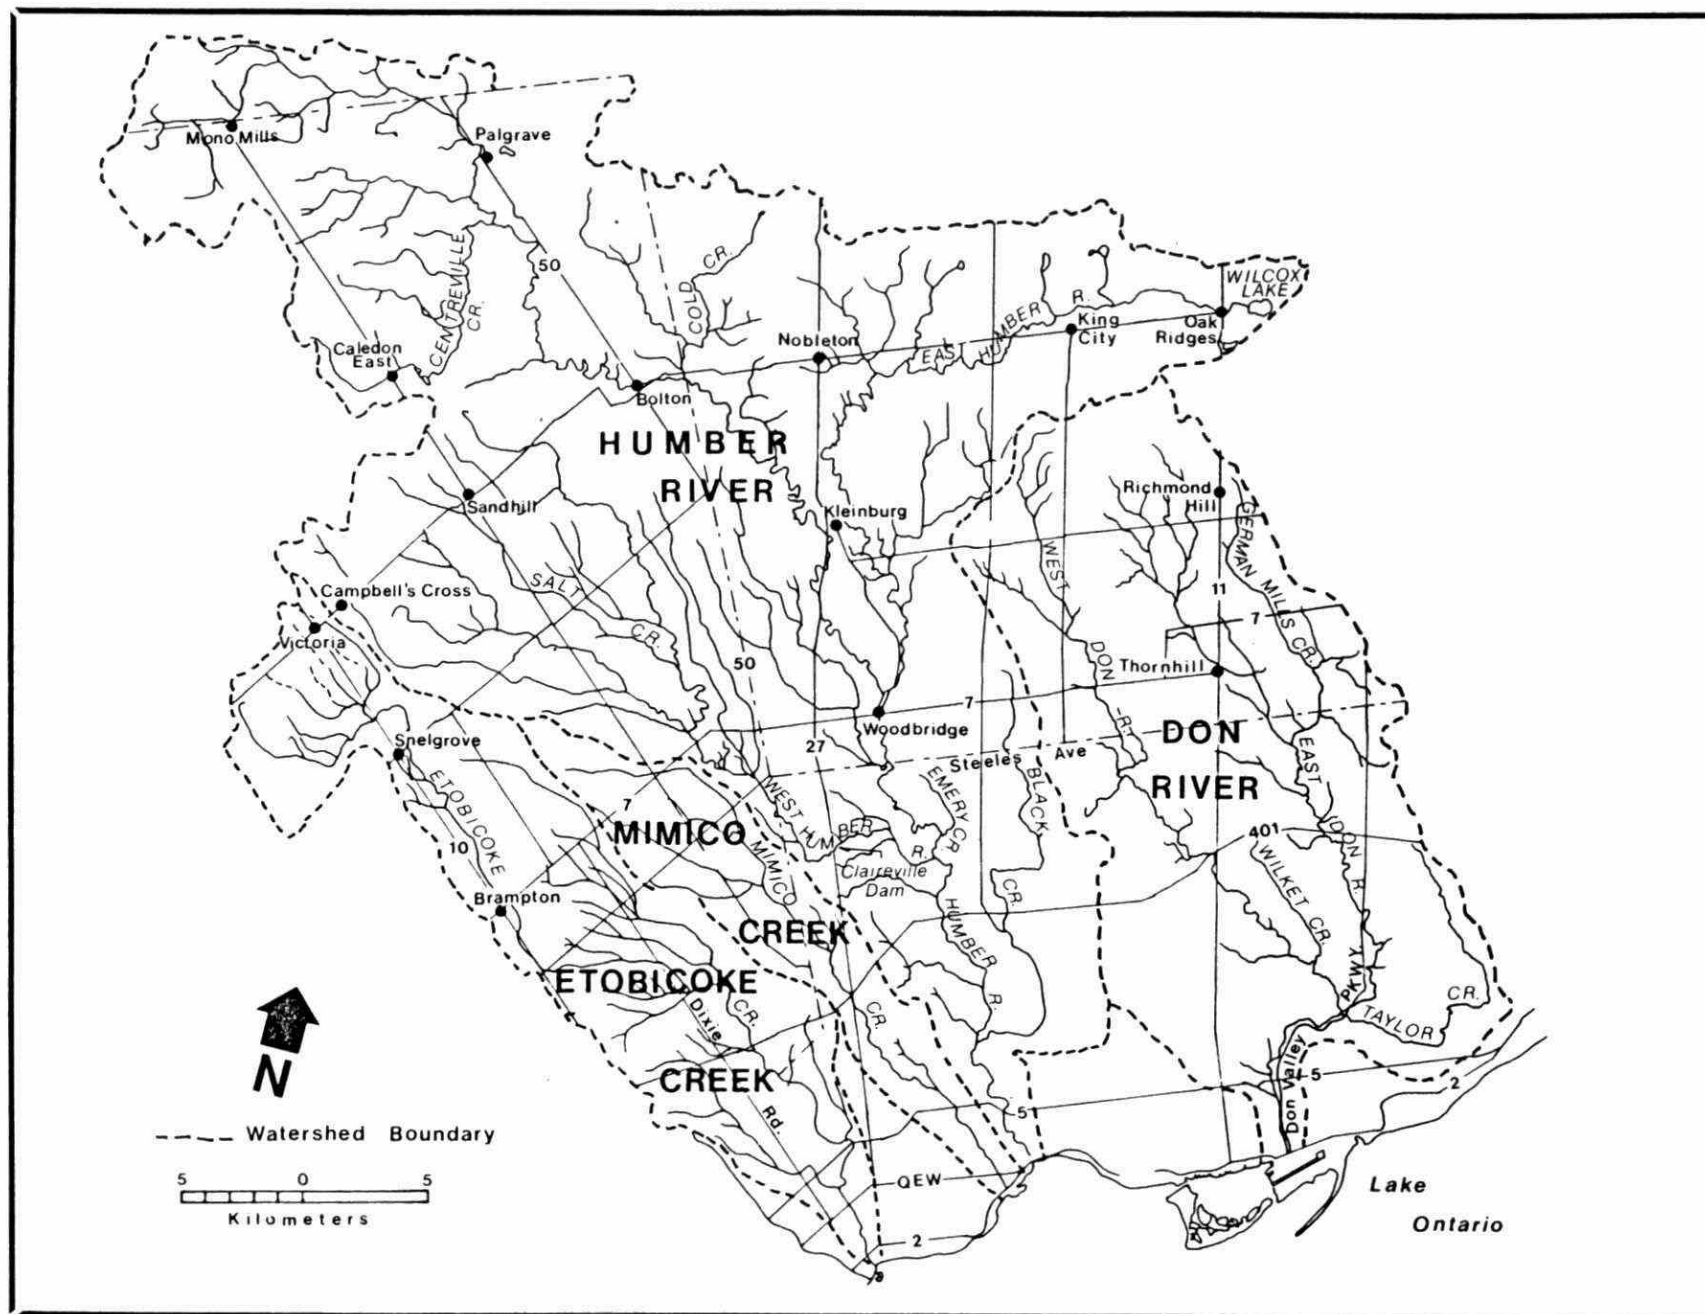 Mono Mills
Palgrave
50
CENTREVILLE
CR.
COLD
CR.
WILCOX
LAKE
EAS HUMBER R.
King
City
Oak
Ridges
Nobleton
Caledon
East
Bolton
HUMBER
RIVER
Sandhill
Kleinburg
Richmond
Hill
GERMAN MILLS CR.
SALT
CR.
WEST
DON
R.
11
7
Campbell's Cross
Victoria
50
Thornhill
7
Woodbridge
27
Steeles Ave
DON
RIVER
EAST
DON R.
Snelgrove
ETOBICOKE
10
7
MIMICO
MIMICO
WEST HUMBER
R.
EMERY CR.
BLACK
CR.
Claireville
Dam
401
WILKET CR.
Brampton
CREEK
HUMBER
R.
ETOBICOKE
CR.
Dixie
Rd.
CR.
CREEK
PKWY
TAYLOR
CR.
Don Valley
5
2
5
N
Watershed Boundary
5 0 5
Kilometers
QEW
2
Lake
Ontario